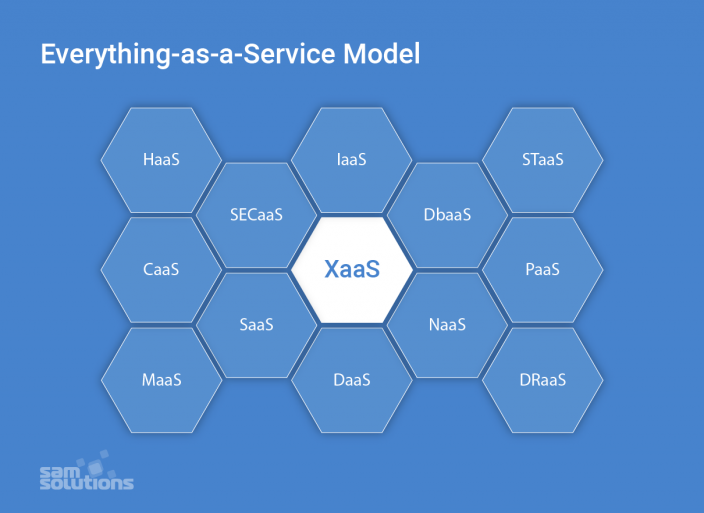 Everything-as-a-Service Model
HaaS
IaaS
STaaS
SECaaS
DbaaS
CaaS
XaaS
PaaS
SaaS
NaaS
MaaS
DaaS
DRaaS
sam
solutions